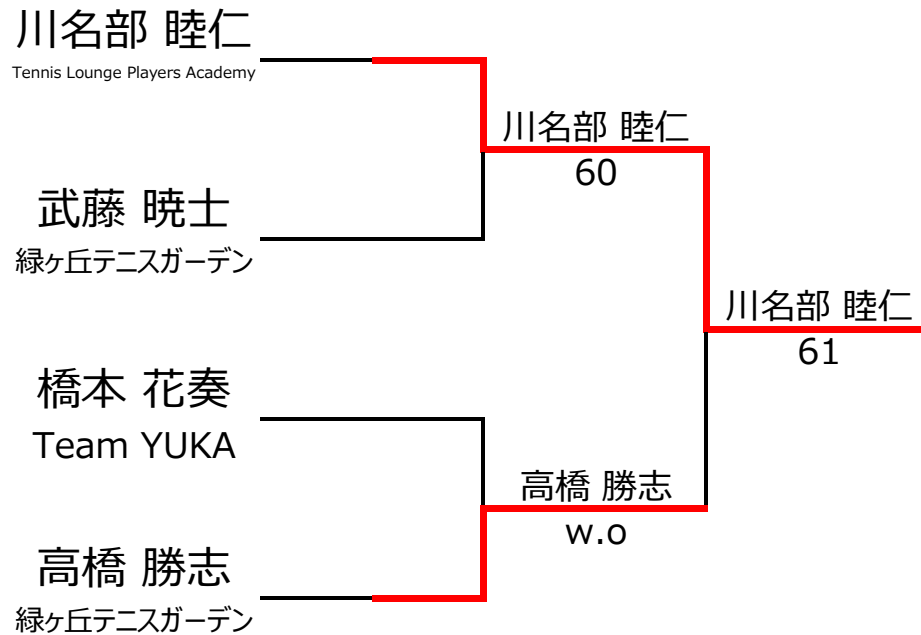 川名部 睦仁
Tennis Lounge Players Academy
川名部 睦仁
60
武藤 暁士
緑ヶ丘テニスガーデン
川名部 睦仁
61
橋本 花奏
Team YUKA
高橋 勝志
w.o
高橋 勝志
緑ヶ丘テニスガーデン